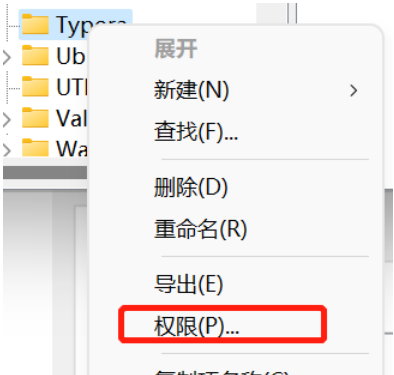 Typora
Ub
UTI
Val
Wa
展开
新建(N)
查找(F)...
删除(D)
重命名(R)
导出(E)
权限(P)...